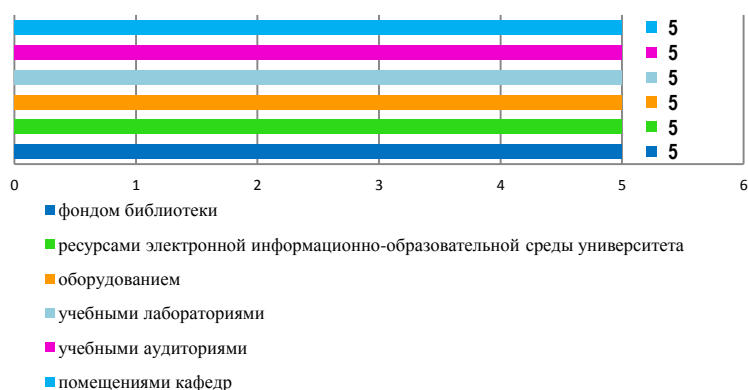 5
5
5
5
5
5
0 1 2 3 4 5 6
фондом библиотеки
ресурсами электронной информационно-образовательной среды университета
оборудованием
учебными лабораториями
учебными аудиториями
помещениями кафедр